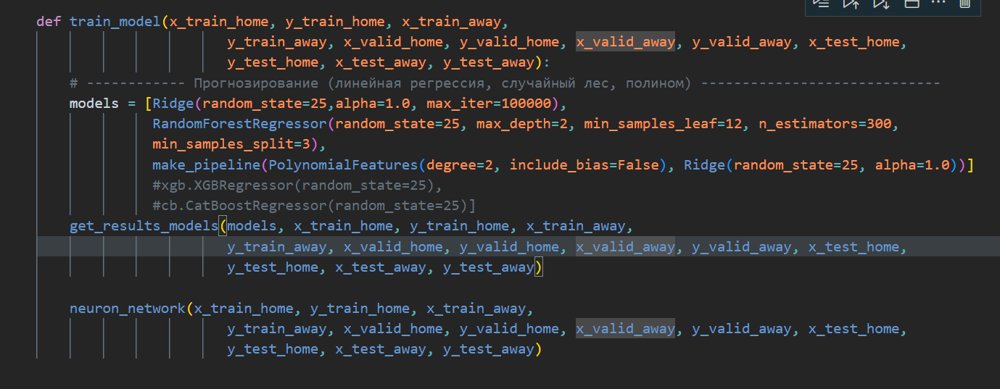 def train_model(x_train_home, y_train_home, x_train_away,
y_train_away, x_valid_home, y_valid_home, x_valid_away, y_valid_away, x_test_home,
y_test_home, x_test_away, y_test_away):
# ------------ Прогнозирование (линейная регрессия, случайный лес, полином) -----------------------------
models = [Ridge(random_state=25,alpha=1.0, max_iter=100000),
RandomForestRegressor(random_state=25, max_depth=2, min_samples_leaf=12, n_estimators=300,
min_samples_split=3),
make_pipeline(PolynomialFeatures(degree=2, include_bias=False), Ridge(random_state=25, alpha=1.0))]
#xgb.XGBRegressor(random_state=25),
#cb.CatBoostRegressor(random_state=25)]
get_results_models(models, x_train_home, y_train_home, x_train_away,
y_train_away, x_valid_home, y_valid_home, x_valid_away, y_valid_away, x_test_home,
y_test_home, x_test_away, y_test_away)
neuron_network(x_train_home, y_train_home, x_train_away,
y_train_away, x_valid_home, y_valid_home, x_valid_away, y_valid_away, x_test_home,
y_test_home, x_test_away, y_test_away)